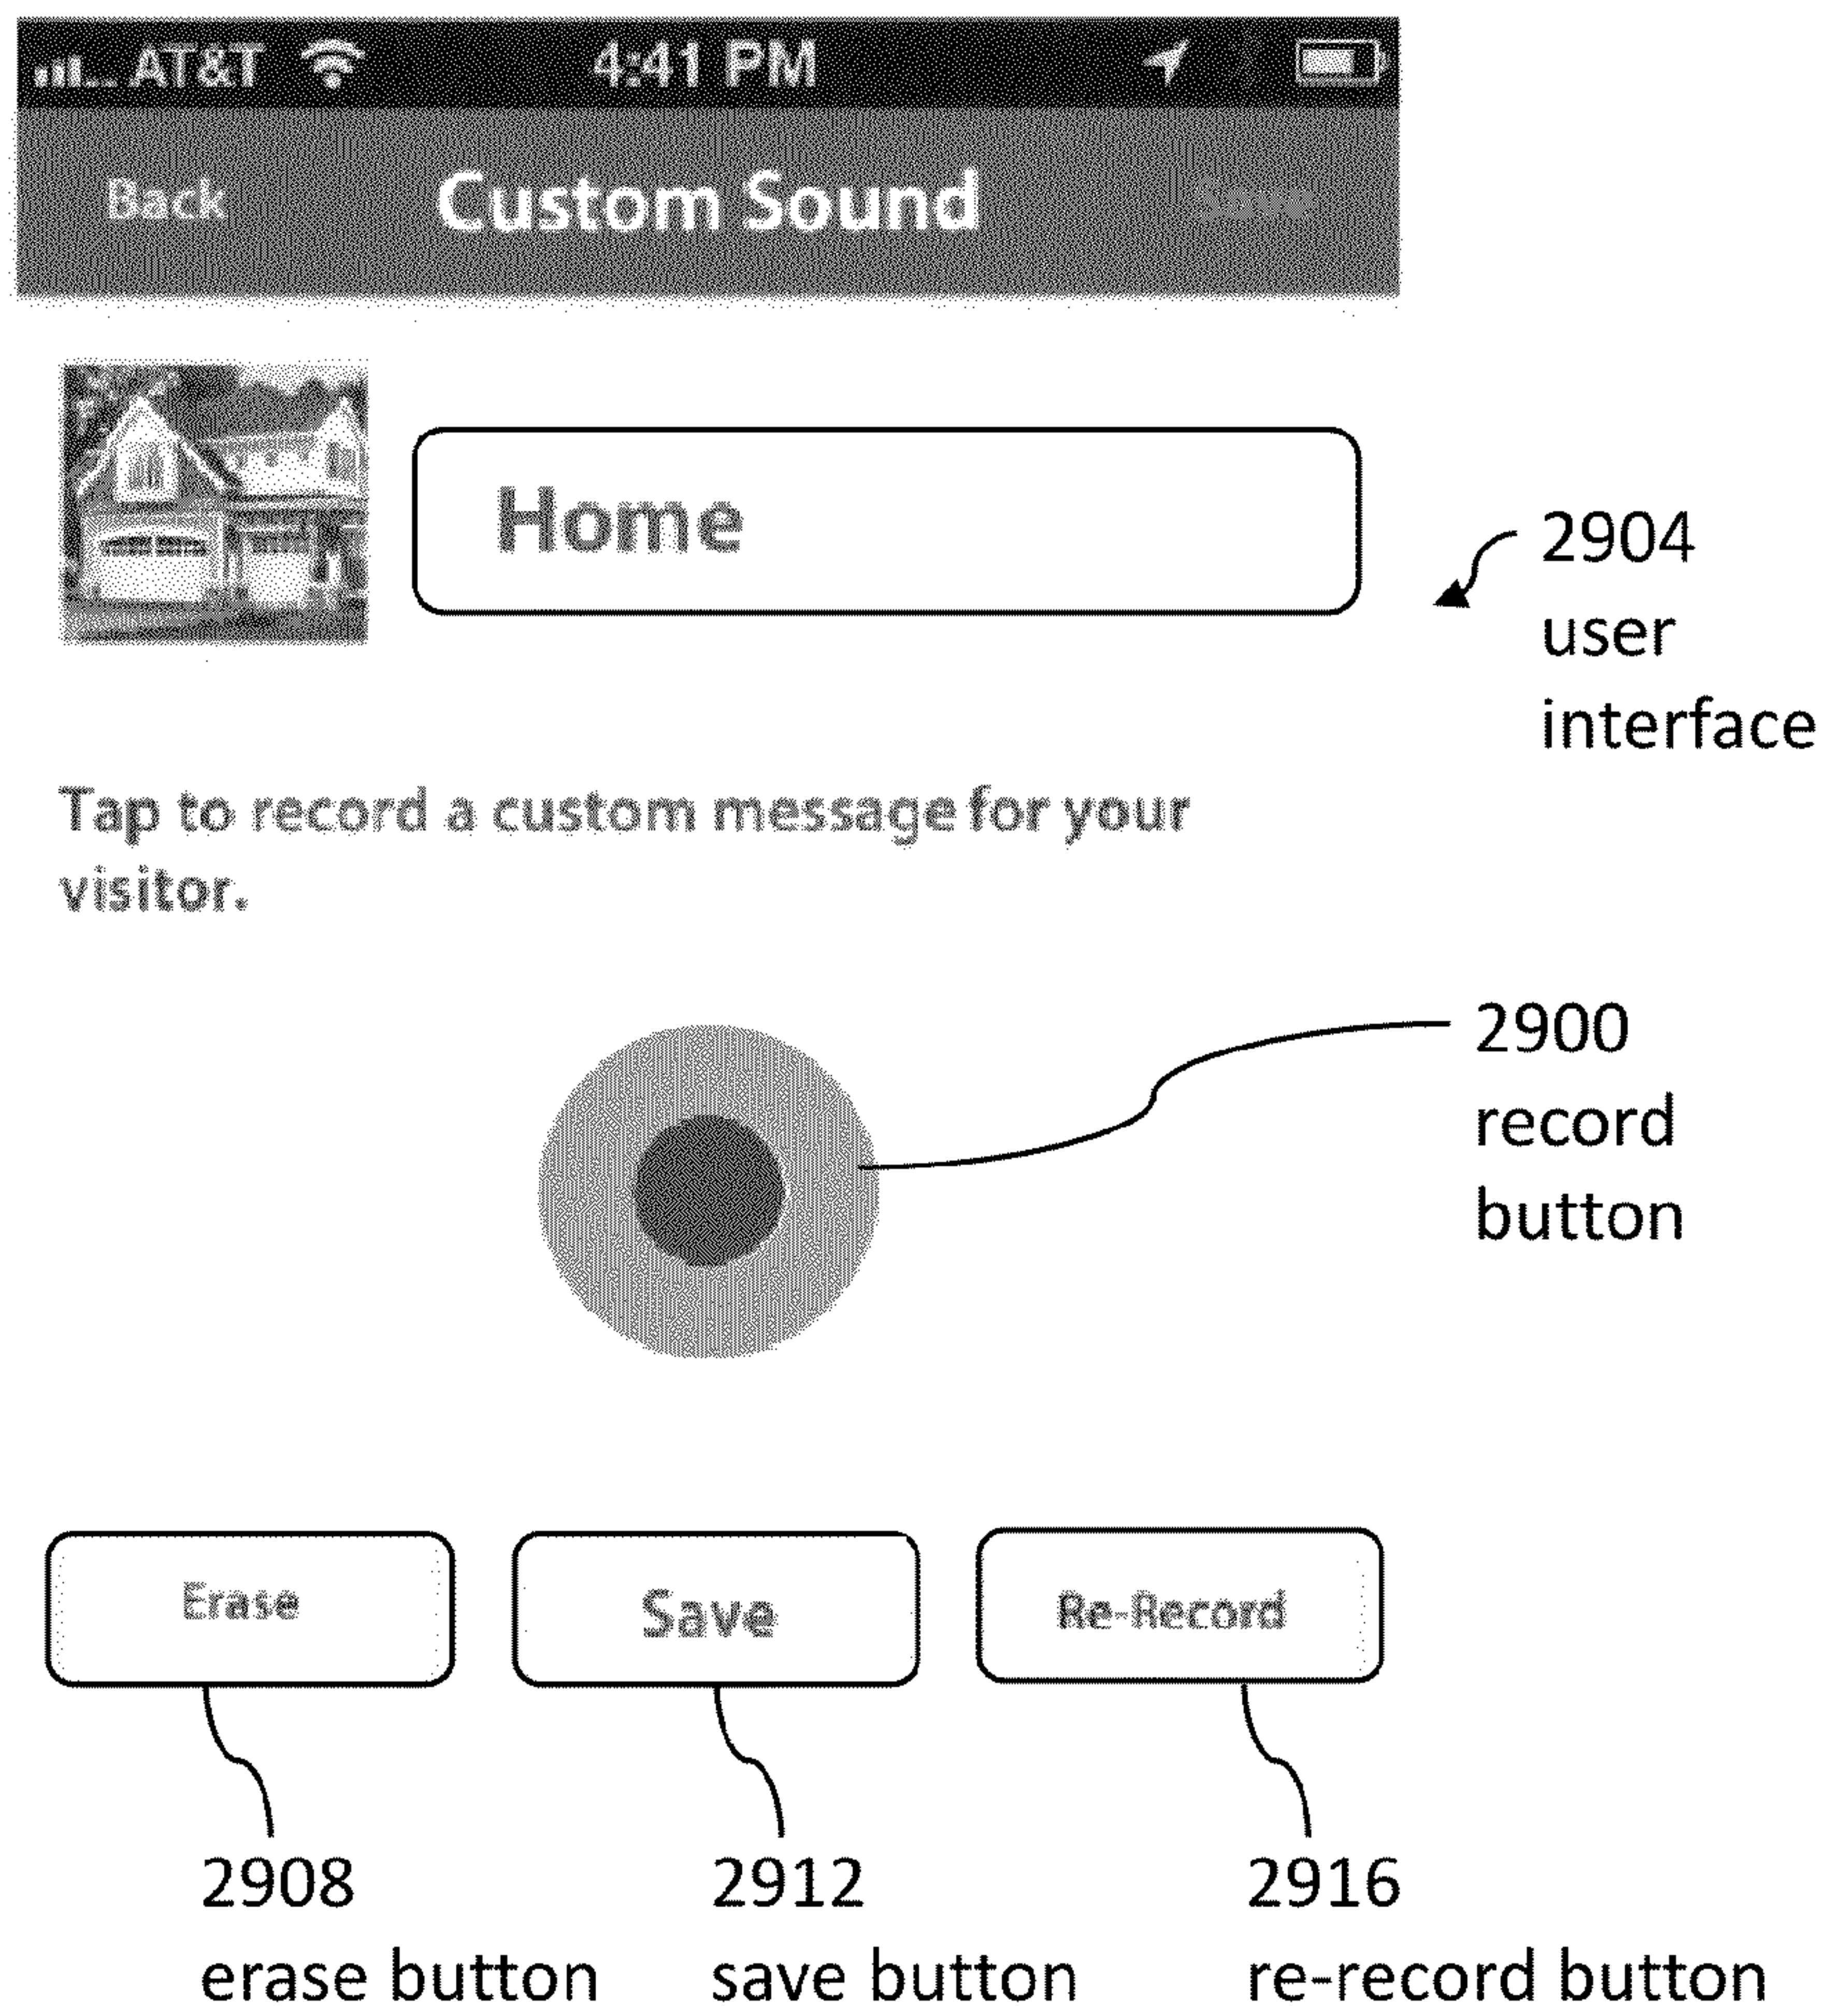 AT&T 4:41 PM
Back Custom Sound Save
Home
2904
user
interface
Tap to record a custom message for your
visitor.
2900
record
button
Erase Save Re-Record
2908 2912 2916
erase button save button re-record button